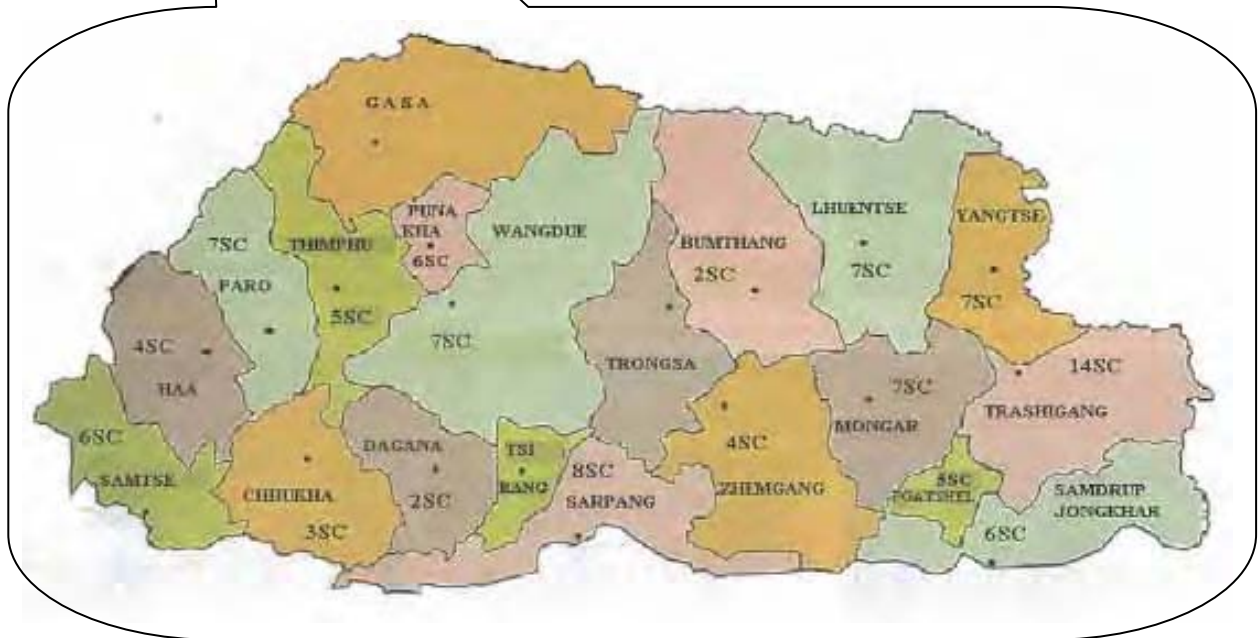 GASA
PUNA
KHA
6SC
7SC
THIMPHU
WANGDUE
BUMTHANG
2SC
LHUENTSE
7SC
YANGTSE
7SC
PARO
5SC
7SC
4SC
HAA
TRONGSA
14SC
TRASHIGANG
7SC
MONGAR
6SC
SAMTSE
DAGANA
2SC
TSI
RANG
8SC
SARPANG
4SC
ZHEMGANG
5SC
SAMDRUP
JONGKHAR
6SC
CHHUKHA
3SC